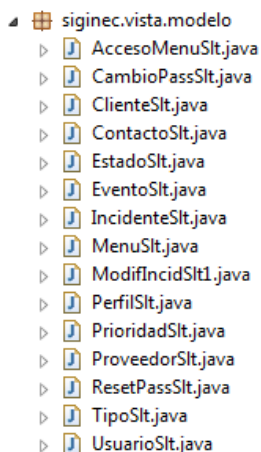 siginec.vista.modelo
AccesoMenuSlt.java
CambioPassSlt.java
ClienteSlt.java
ContactoSlt.java
EstadoSlt.java
EventoSlt.java
IncidenteSlt.java
MenuSlt.java
ModifIncidSlt1.java
PerfilSlt.java
PrioridadSlt.java
ProveedorSlt.java
ResetPassSlt.java
TipoSlt.java
UsuarioSlt.java